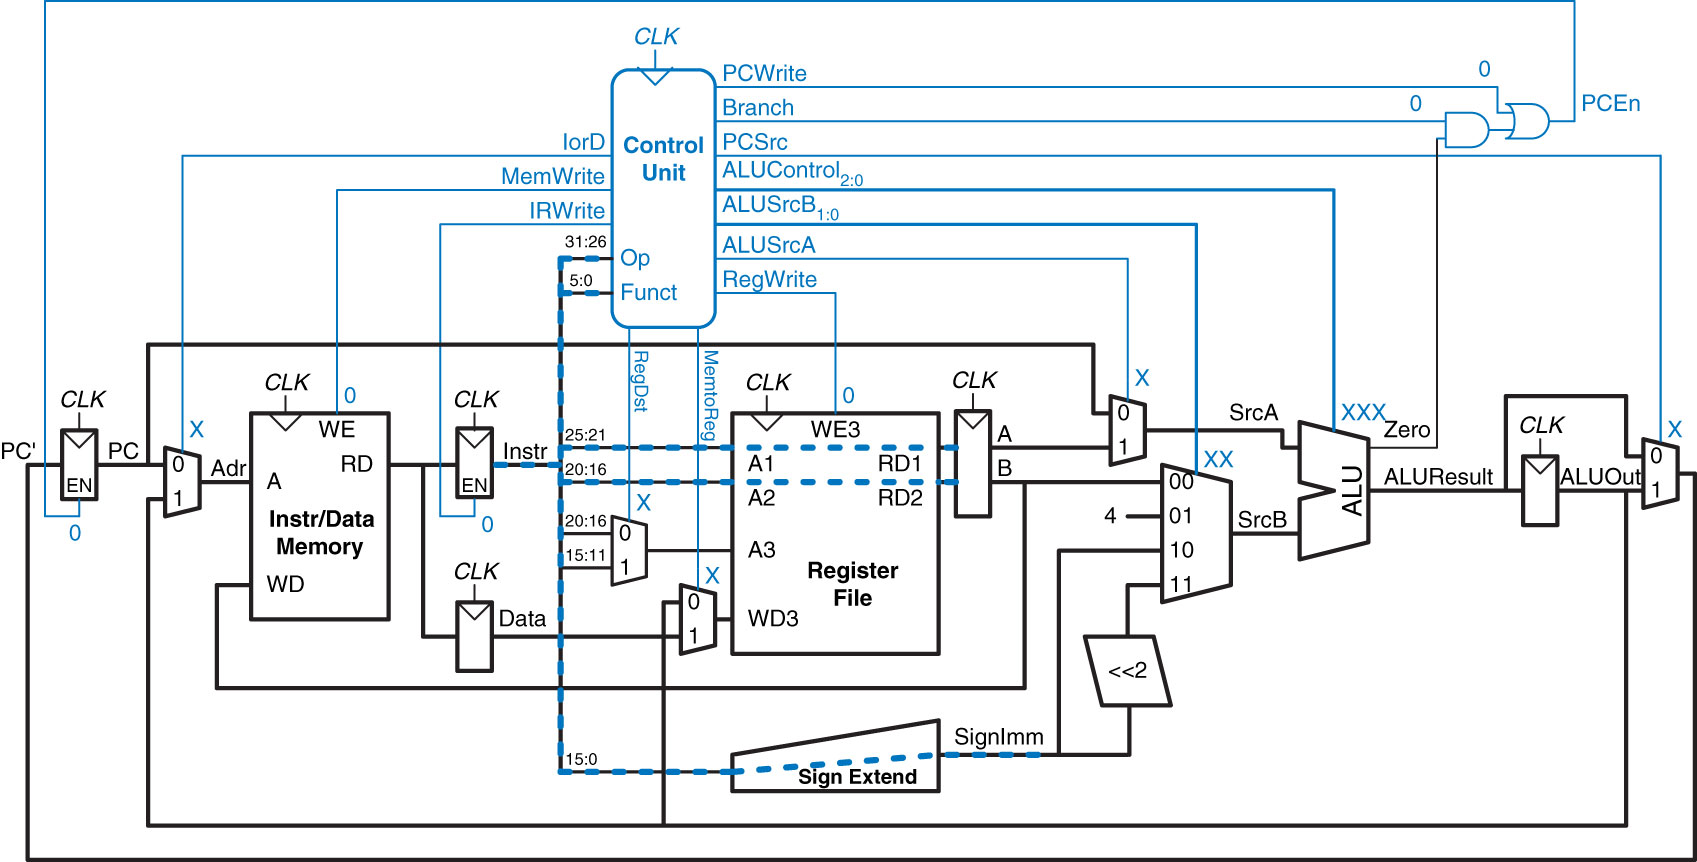 CLK
PCWrite 0
Branch 0 PCEn
IorD Control Unit PCSrc
MemWrite ALUControl2:0
IRWrite ALUSrcB1:0
31:26 Op ALUSrcA
5:0 Funct RegWrite
RegDst MemtoReg
CLK CLK CLK CLK CLK
X 0 0 X
X WE WE3 0 SrcA XXX CLK X
PC' PC 0 Adr RD Instr 25:21 A1 RD1 A 1 Zero
EN 1 A EN 20:16 A2 RD2 B XX 00 ALUResult ALUOut 0 1
0 Instr/Data Memory 0 X 4 01 SrcB ALU
20:16 0
15:11 1 A3 10
WD CLK X Register File 11
Data 0 WD3
1
<<2
SignImm
15:0 Sign Extend